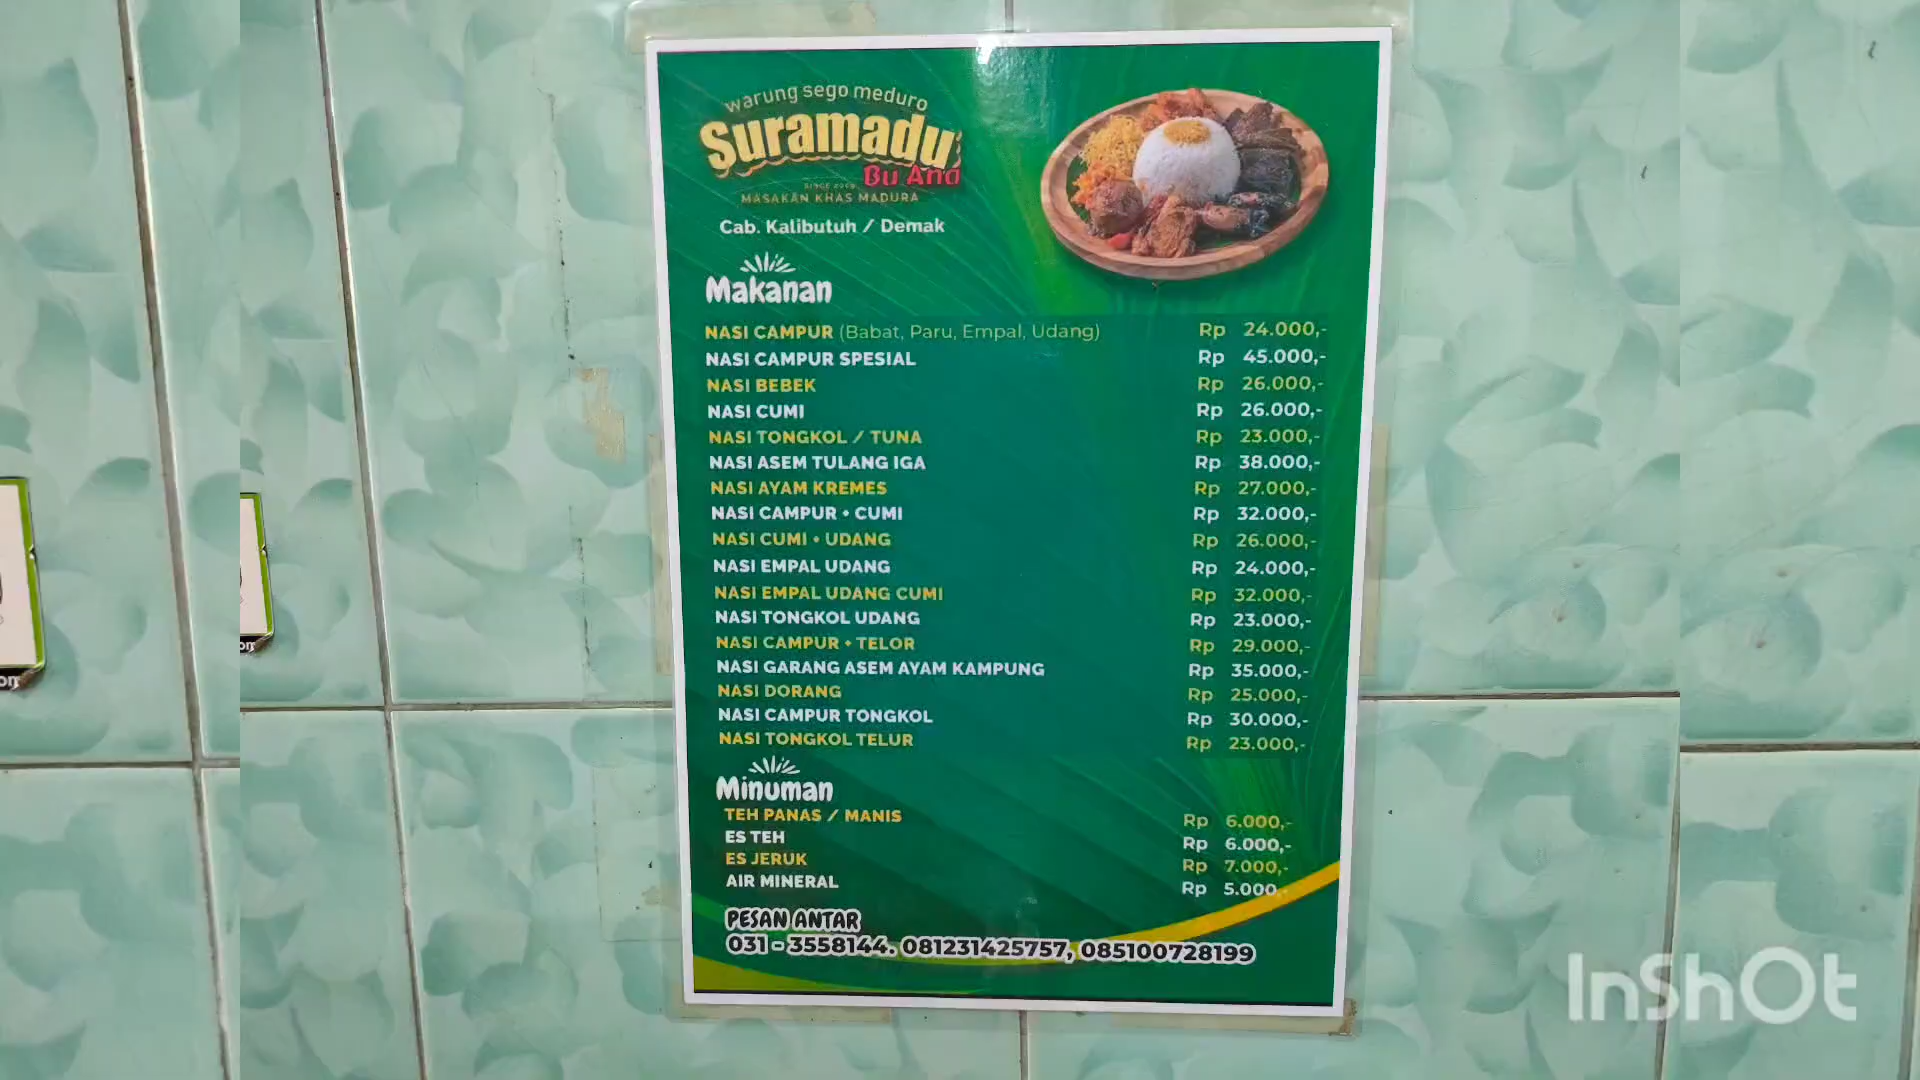 warung sego meduro
Suramadu
Bu Ana
MASAKAN KHAS MADURA
Cab. Kalibutuh / Demak
Makanan
NASI CAMPUR (Babat, Paru, Empal, Udang) Rp 24.000,-
NASI CAMPUR SPESIAL Rp 45.000,-
NASI BEBEK Rp 26.000,-
NASI CUMI Rp 26.000,-
NASI TONGKOL / TUNA Rp 23.000,-
NASI ASEM TULANG IGA Rp 38.000,-
NASI AYAM KREMES Rp 27.000,-
NASI CAMPUR + CUMI Rp 32.000,-
NASI CUMI + UDANG Rp 26.000,-
NASI EMPAL UDANG Rp 24.000,-
NASI EMPAL UDANG CUMI Rp 32.000,-
NASI TONGKOL UDANG Rp 23.000,-
NASI CAMPUR + TELOR Rp 29.000,-
NASI GARANG ASEM AYAM KAMPUNG Rp 35.000,-
NASI DORANG Rp 25.000,-
NASI CAMPUR TONGKOL Rp 30.000,-
NASI TONGKOL TELUR Rp 23.000,-
Minuman
TEH PANAS / MANIS Rp 6.000,-
ES TEH Rp 6.000,-
ES JERUK Rp 7.000,-
AIR MINERAL Rp 5.000,-
PESAN ANTAR
031 - 3558144. 081231425757, 085100728199
InShOt